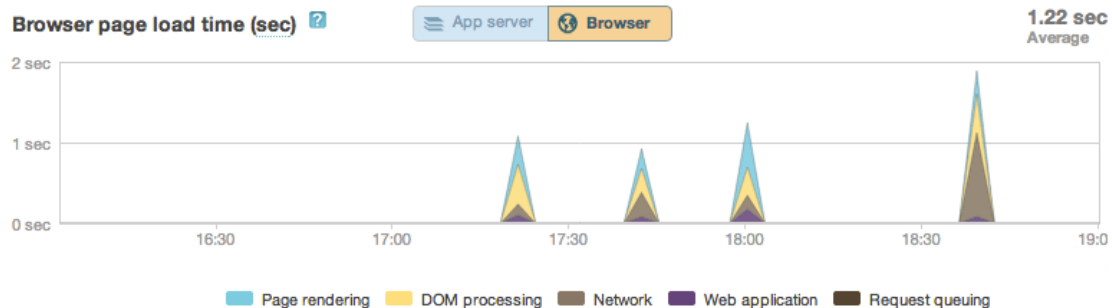 Browser page load time (sec) ?
App server
Browser
1.22 sec
Average
2 sec
1 sec
0 sec
16:30 17:00 17:30 18:00 18:30 19:0
Page rendering DOM processing Network Web application Request queuing